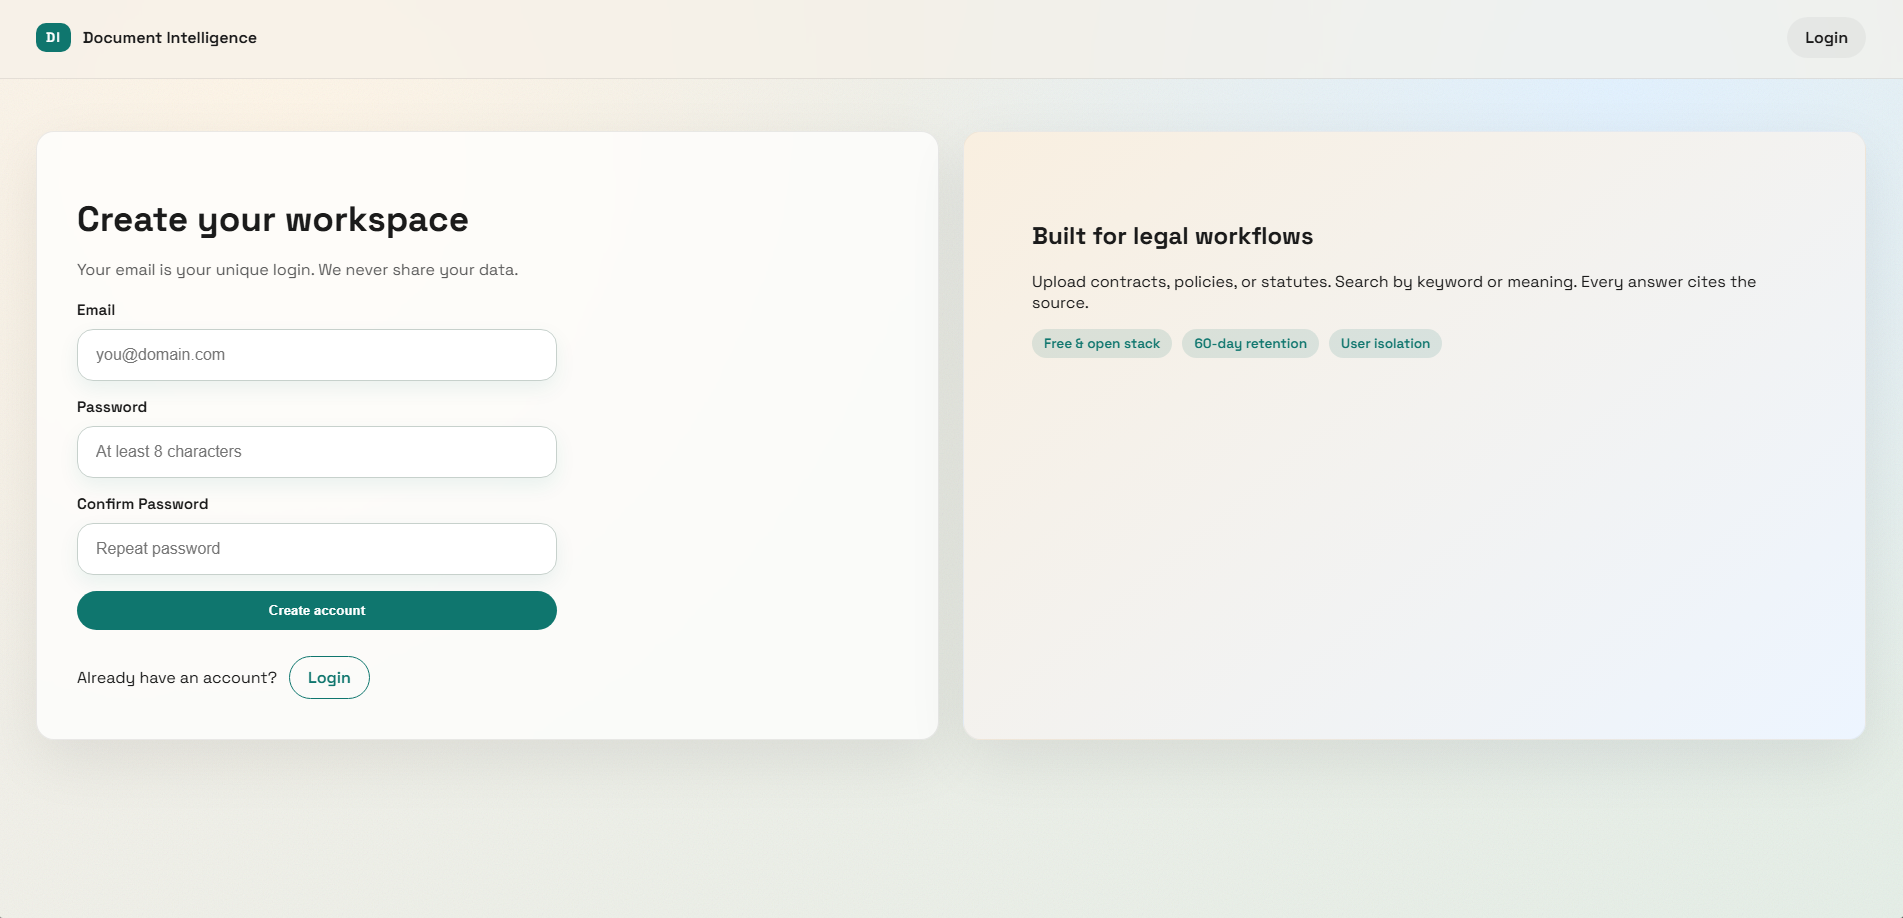 DI
Document Intelligence
Login
Create your workspace
Your email is your unique login. We never share your data.
Email
you@domain.com
Password
At least 8 characters
Confirm Password
Repeat password
Create account
Already have an account?
Login
Built for legal workflows
Upload contracts, policies, or statutes. Search by keyword or meaning. Every answer cites the
source.
Free & open stack
60-day retention
User isolation